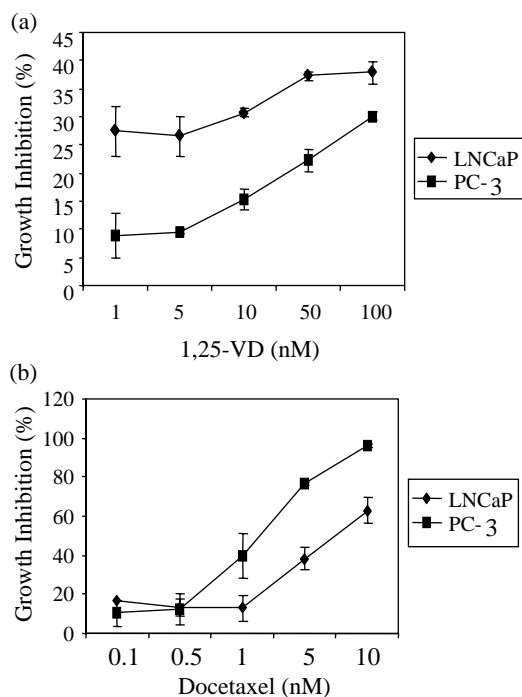 (a)
45
40
35
30
25
20
15
10
5
0
Growth Inhibition (%)
1 5 10 50 100
1,25-VD (nM)
LNCaP
PC-3
(b)
120
100
80
60
40
20
0
Growth Inhibition (%)
0.1 0.5 1 5 10
Docetaxel (nM)
LNCaP
PC-3